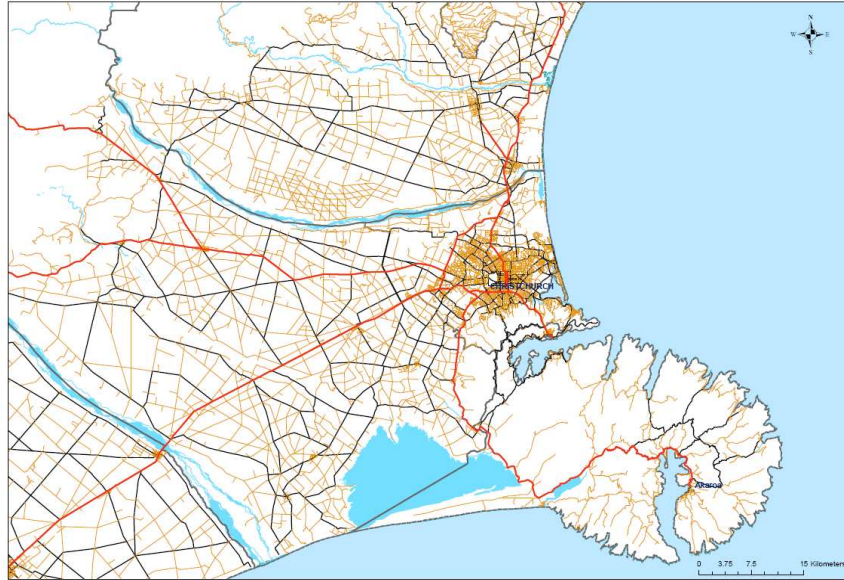 N
W E
S
CHRISTCHURCH
Akaroa
0 3.75 7.5 15 Kilometers